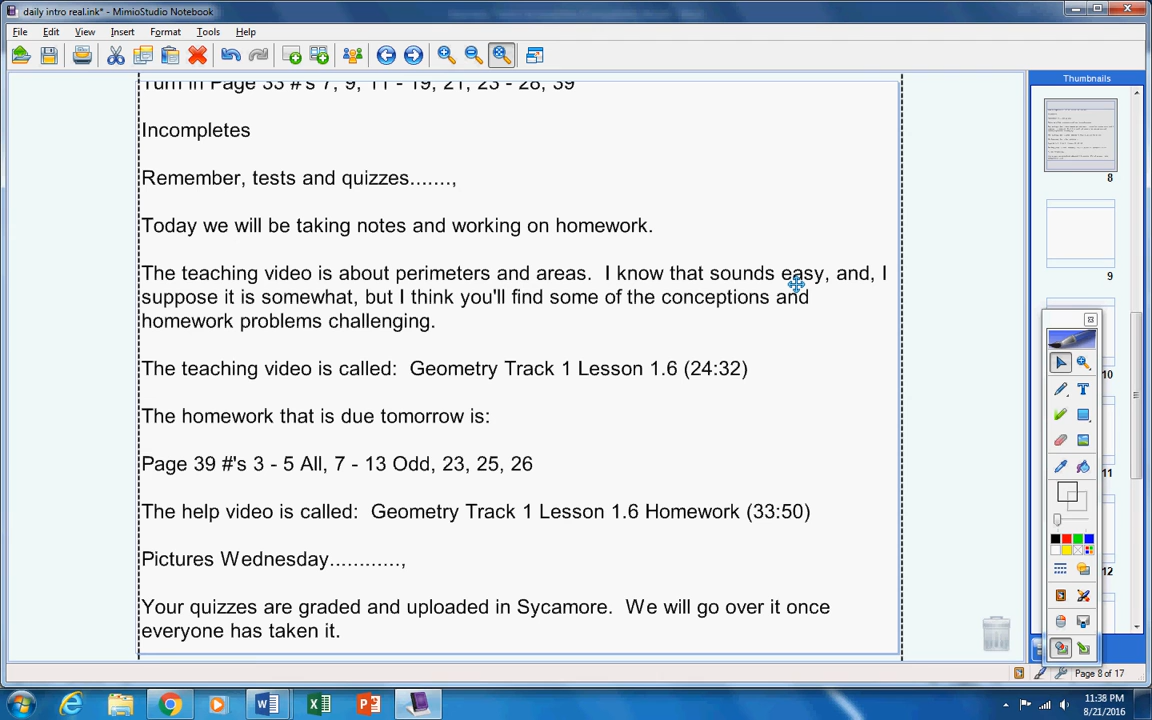 daily intro real.ink* - MimioStudio Notebook
File Edit View Insert Format Tools Help
Thumbnails
Turn in Page 33 #'s 7, 9, 11 - 19, 21, 23 - 28, 39
Incompletes
Remember, tests and quizzes.......,
Today we will be taking notes and working on homework.
The teaching video is about perimeters and areas.  I know that sounds easy, and, I
suppose it is somewhat, but I think you'll find some of the conceptions and
homework problems challenging.
The teaching video is called:  Geometry Track 1 Lesson 1.6 (24:32)
The homework that is due tomorrow is:
Page 39 #'s 3 - 5 All, 7 - 13 Odd, 23, 25, 26
The help video is called:  Geometry Track 1 Lesson 1.6 Homework (33:50)
Pictures Wednesday............,
Your quizzes are graded and uploaded in Sycamore.  We will go over it once
everyone has taken it.
8
9
10
11
12
Page 8 of 17
11:38 PM
8/21/2016